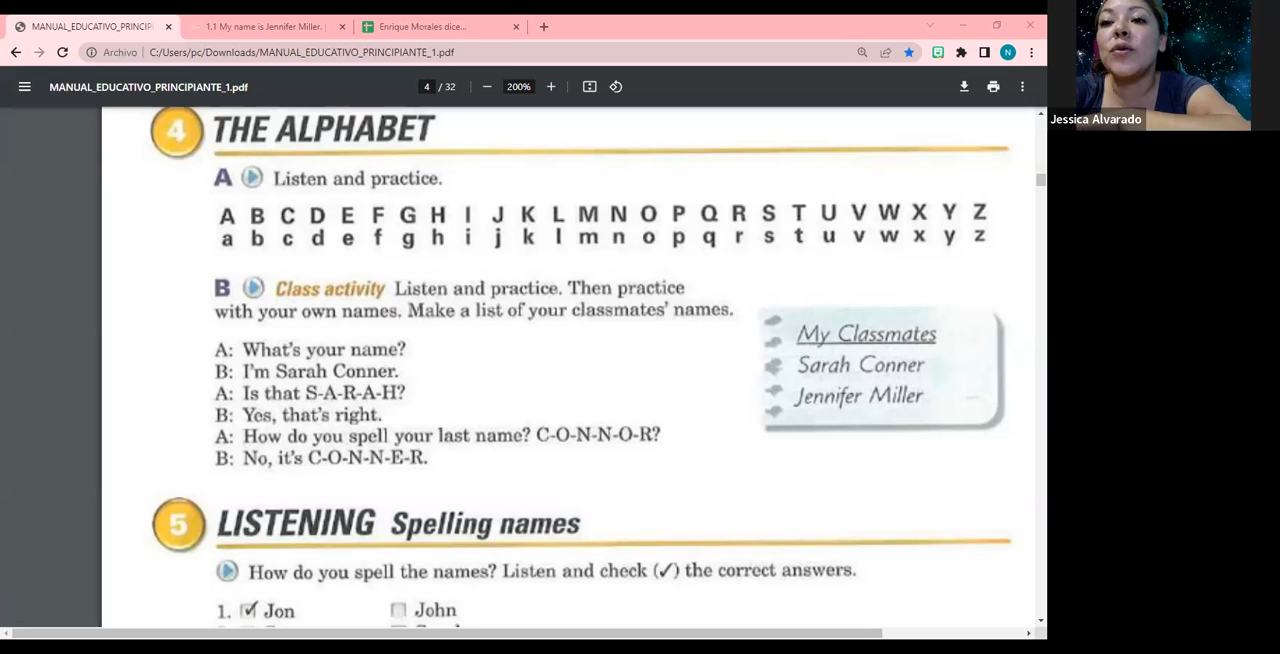 MANUAL_EDUCATIVO_PRINCIP
1.1 My name is Jennifer Miller.
Enrique Morales dice...
Archivo
C:/Users/pc/Downloads/MANUAL_EDUCATIVO_PRINCIPIANTE_1.pdf
N
MANUAL_EDUCATIVO_PRINCIPIANTE_1.pdf
4 / 32
200%
Jessica Alvarado
4 THE ALPHABET
A Listen and practice.
A B C D E F G H I J K L M N O P Q R S T U V W X Y Z
a b c d e f g h i j k l m n o p q r s t u v w x y z
B Class activity Listen and practice. Then practice
with your own names. Make a list of your classmates' names.
A: What's your name?
B: I'm Sarah Conner.
A: Is that S-A-R-A-H?
B: Yes, that's right.
A: How do you spell your last name? C-O-N-N-O-R?
B: No, it's C-O-N-N-E-R.
My Classmates
Sarah Conner
Jennifer Miller
5 LISTENING Spelling names
How do you spell the names? Listen and check (✓) the correct answers.
1. ✓ Jon
John